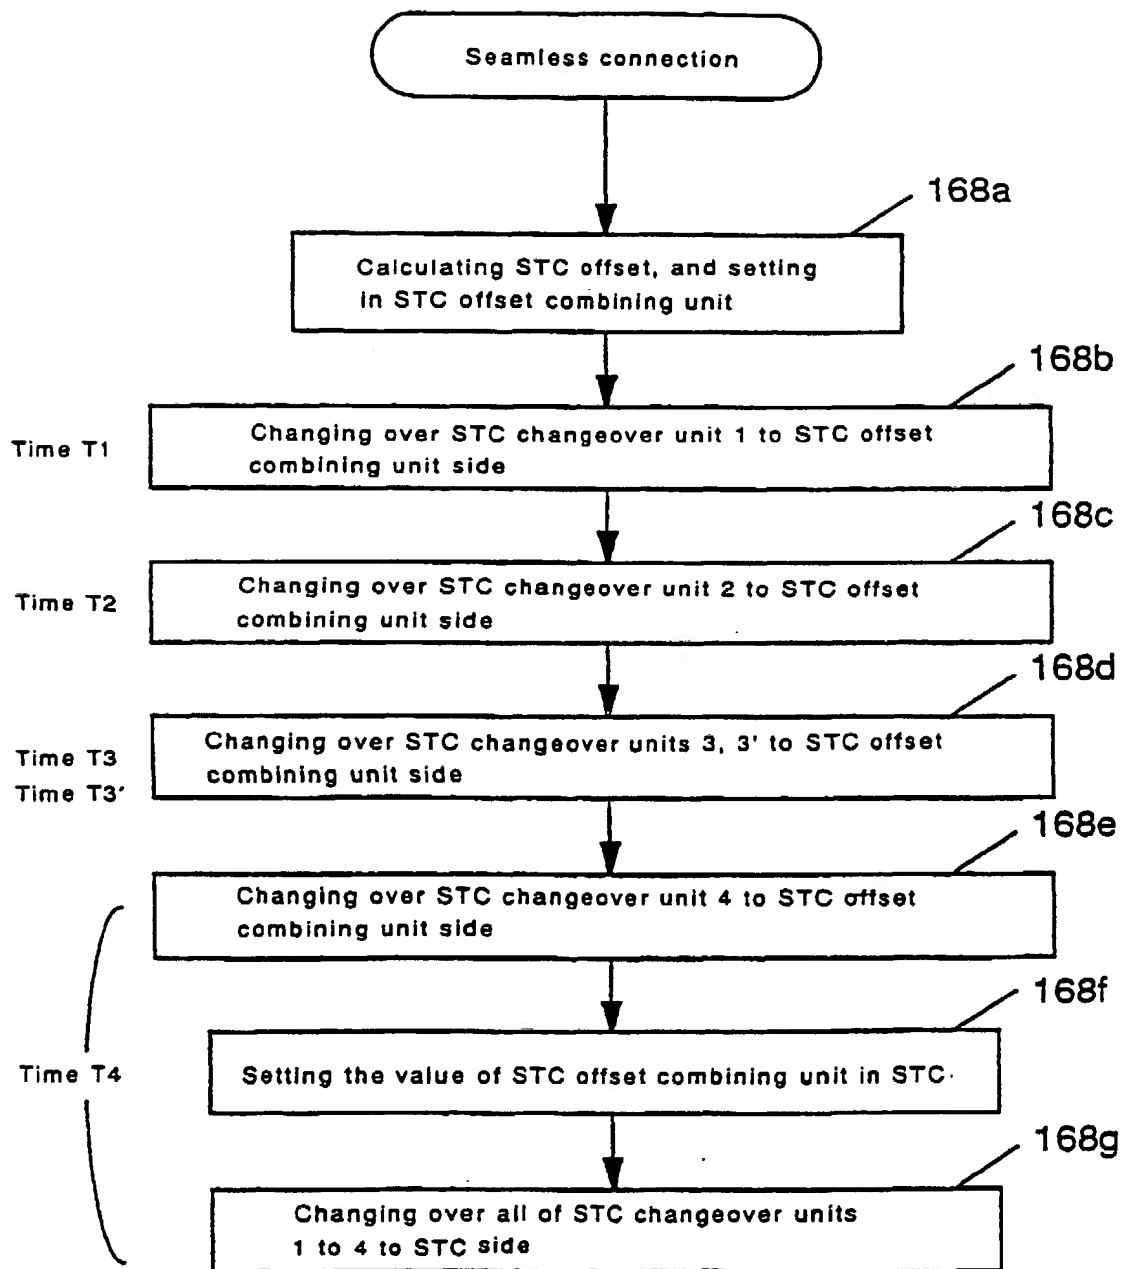 Seamless connection
168a
Calculating STC offset, and setting
in STC offset combining unit
168b
Time T1
Changing over STC changeover unit 1 to STC offset
combining unit side
168c
Time T2
Changing over STC changeover unit 2 to STC offset
combining unit side
168d
Time T3
Time T3'
Changing over STC changeover units 3, 3' to STC offset
combining unit side
168e
Changing over STC changeover unit 4 to STC offset
combining unit side
168f
Time T4
Setting the value of STC offset combining unit in STC
168g
Changing over all of STC changeover units
1 to 4 to STC side